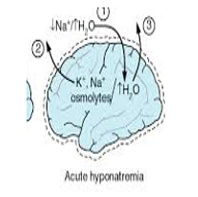 ①
↓Na⁺/↑H₂O
③
②
K⁺, Na⁺
osmolytes
↑H₂O
Acute hyponatremia